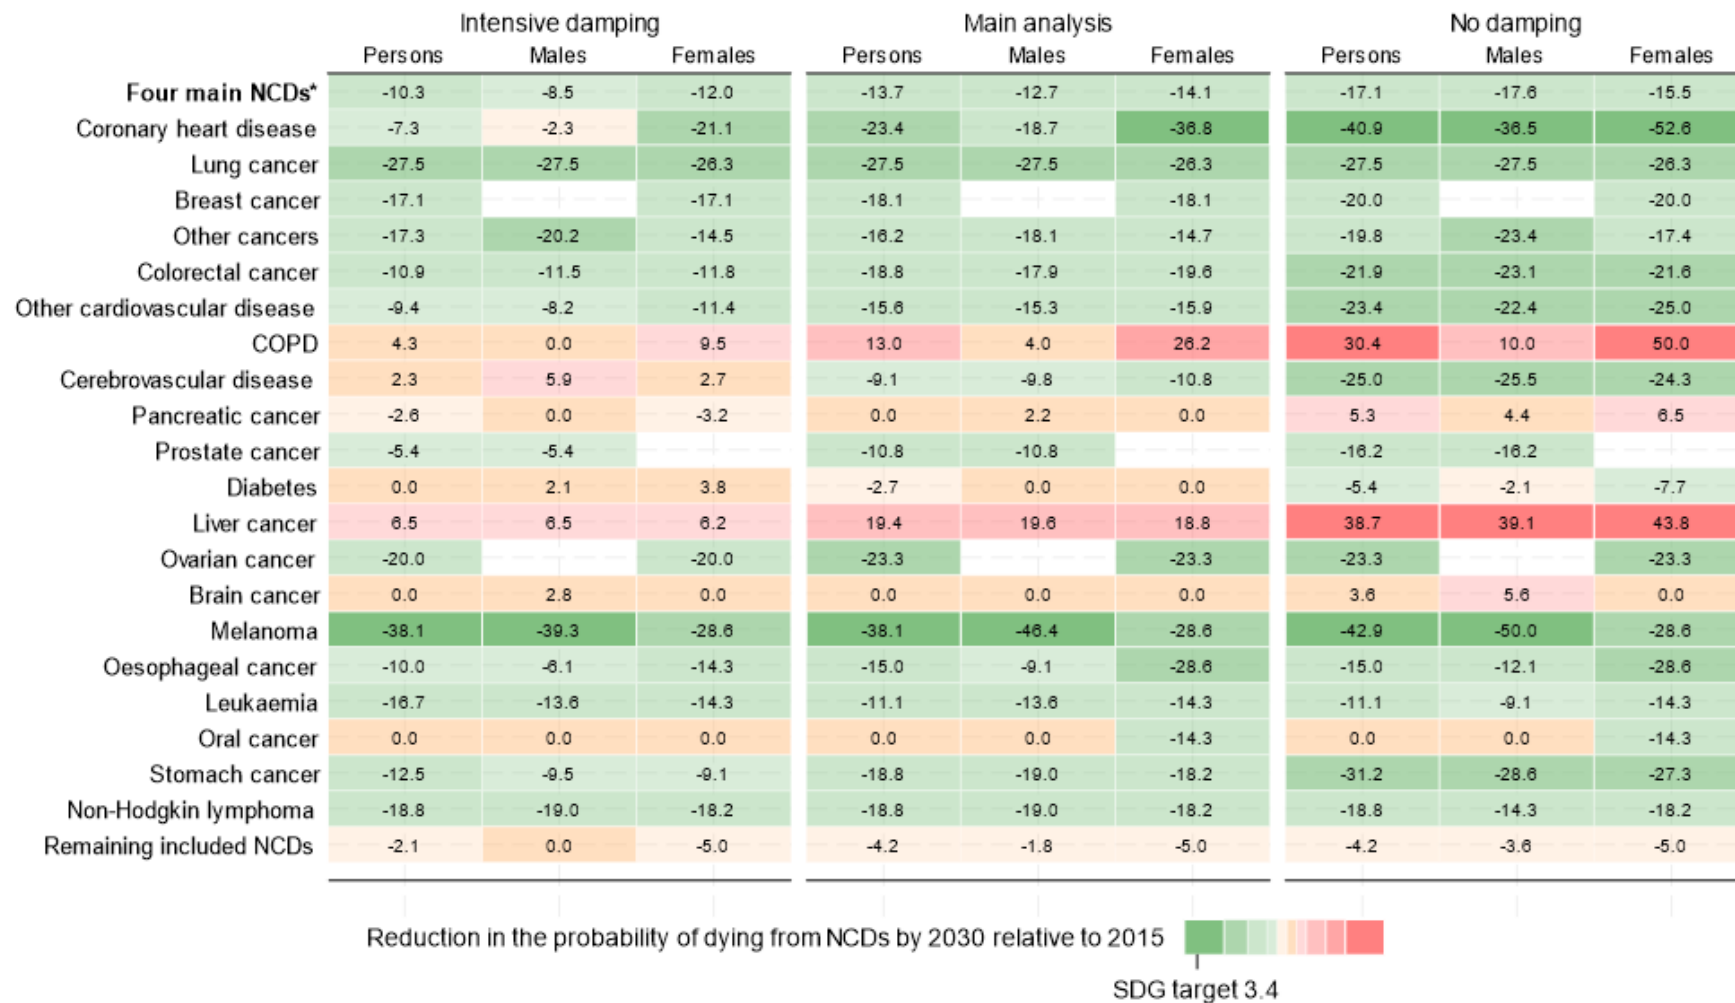 Intensive damping Main analysis No damping
Persons Males Females Persons Males Females Persons Males Females
Four main NCDs* -10.3 -8.5 -12.0 -13.7 -12.7 -14.1 -17.1 -17.6 -15.5
Coronary heart disease -7.3 -2.3 -21.1 -23.4 -18.7 -36.8 -40.9 -36.5 -52.6
Lung cancer -27.5 -27.5 -26.3 -27.5 -27.5 -26.3 -27.5 -27.5 -26.3
Breast cancer -17.1 -17.1 -18.1 -18.1 -20.0 -20.0
Other cancers -17.3 -20.2 -14.5 -16.2 -18.1 -14.7 -19.8 -23.4 -17.4
Colorectal cancer -10.9 -11.5 -11.8 -18.8 -17.9 -19.6 -21.9 -23.1 -21.6
Other cardiovascular disease -9.4 -8.2 -11.4 -15.6 -15.3 -15.9 -23.4 -22.4 -25.0
COPD 4.3 0.0 9.5 13.0 4.0 26.2 30.4 10.0 50.0
Cerebrovascular disease 2.3 5.9 2.7 -9.1 -9.8 -10.8 -25.0 -25.5 -24.3
Pancreatic cancer -2.6 0.0 -3.2 0.0 2.2 0.0 5.3 4.4 6.5
Prostate cancer -5.4 -5.4 -10.8 -10.8 -16.2 -16.2
Diabetes 0.0 2.1 3.8 -2.7 0.0 0.0 -5.4 -2.1 -7.7
Liver cancer 6.5 6.5 6.2 19.4 19.6 18.8 38.7 39.1 43.8
Ovarian cancer -20.0 -20.0 -23.3 -23.3 -23.3 -23.3
Brain cancer 0.0 2.8 0.0 0.0 0.0 0.0 3.6 5.6 0.0
Melanoma -38.1 -39.3 -28.6 -38.1 -46.4 -28.6 -42.9 -50.0 -28.6
Oesophageal cancer -10.0 -6.1 -14.3 -15.0 -9.1 -28.6 -15.0 -12.1 -28.6
Leukaemia -16.7 -13.6 -14.3 -11.1 -13.6 -14.3 -11.1 -9.1 -14.3
Oral cancer 0.0 0.0 0.0 0.0 0.0 -14.3 0.0 0.0 -14.3
Stomach cancer -12.5 -9.5 -9.1 -18.8 -19.0 -18.2 -31.2 -28.6 -27.3
Non-Hodgkin lymphoma -18.8 -19.0 -18.2 -18.8 -19.0 -18.2 -18.8 -14.3 -18.2
Remaining included NCDs -2.1 0.0 -5.0 -4.2 -1.8 -5.0 -4.2 -3.6 -5.0
Reduction in the probability of dying from NCDs by 2030 relative to 2015
SDG target 3.4